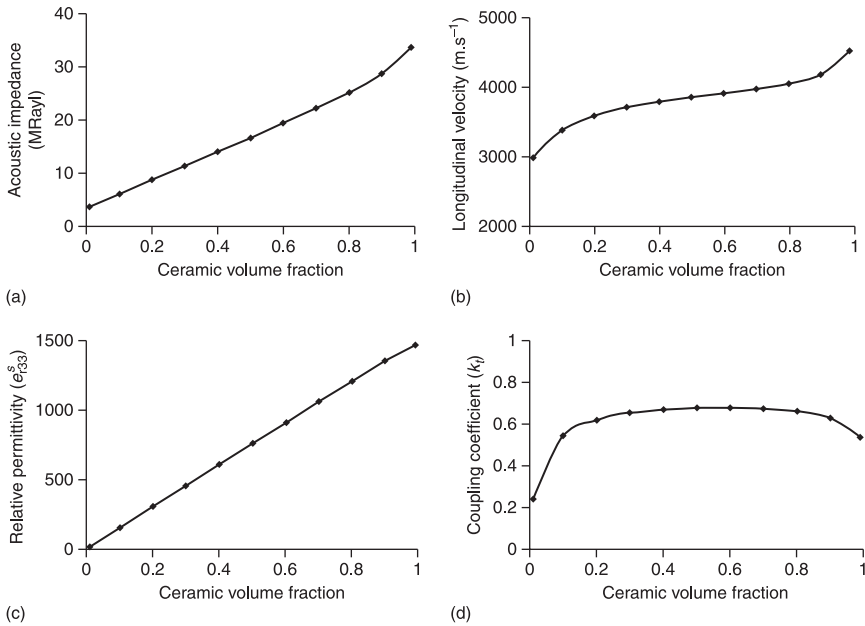 Acoustic impedance
(MRayl)
40
30
20
10
0
0 0.2 0.4 0.6 0.8 1
Ceramic volume fraction
(a)
Longitudinal velocity (m.s⁻¹)
5000
4000
3000
2000
0 0.2 0.4 0.6 0.8 1
Ceramic volume fraction
(b)
Relative permittivity (eˢr33)
1500
1000
500
0
0 0.2 0.4 0.6 0.8 1
Ceramic volume fraction
(c)
Coupling coefficient (kt)
1
0.8
0.6
0.4
0.2
0
0 0.2 0.4 0.6 0.8 1
Ceramic volume fraction
(d)